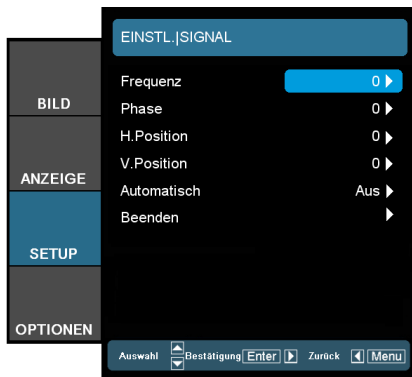 EINSTL.|SIGNAL
BILD
ANZEIGE
SETUP
OPTIONEN
Frequenz 0
Phase 0
H.Position 0
V.Position 0
Automatisch Aus
Beenden
Auswahl Bestätigung Enter Zurück Menu